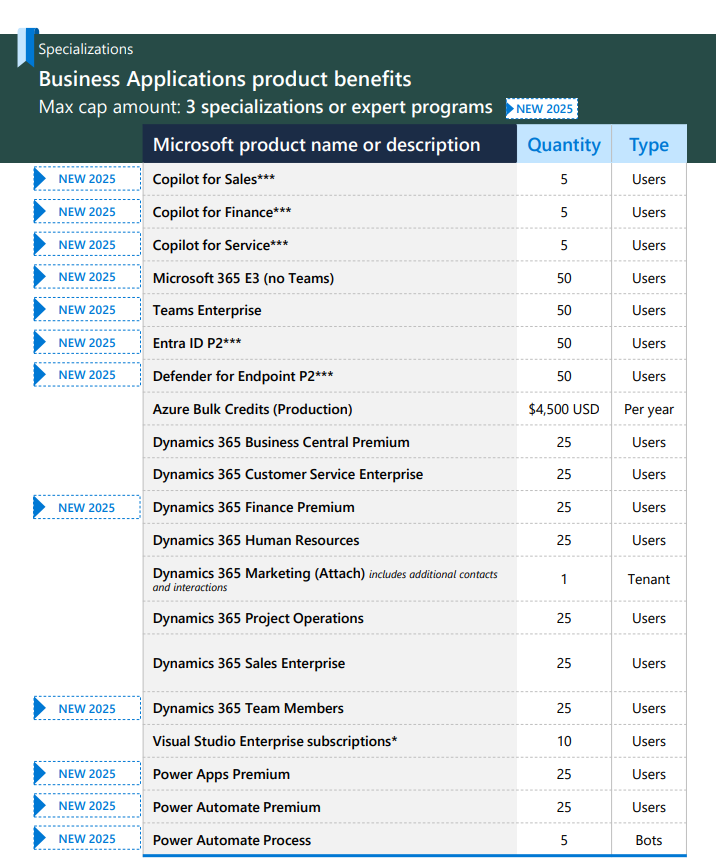 Specializations
Business Applications product benefits
Max cap amount: 3 specializations or expert programs NEW 2025
Microsoft product name or description Quantity Type
NEW 2025 Copilot for Sales*** 5 Users
NEW 2025 Copilot for Finance*** 5 Users
NEW 2025 Copilot for Service*** 5 Users
NEW 2025 Microsoft 365 E3 (no Teams) 50 Users
NEW 2025 Teams Enterprise 50 Users
NEW 2025 Entra ID P2*** 50 Users
NEW 2025 Defender for Endpoint P2*** 50 Users
Azure Bulk Credits (Production) $4,500 USD Per year
Dynamics 365 Business Central Premium 25 Users
Dynamics 365 Customer Service Enterprise 25 Users
NEW 2025 Dynamics 365 Finance Premium 25 Users
Dynamics 365 Human Resources 25 Users
Dynamics 365 Marketing (Attach) includes additional contacts
and interactions 1 Tenant
Dynamics 365 Project Operations 25 Users
Dynamics 365 Sales Enterprise 25 Users
NEW 2025 Dynamics 365 Team Members 25 Users
Visual Studio Enterprise subscriptions* 10 Users
NEW 2025 Power Apps Premium 25 Users
NEW 2025 Power Automate Premium 25 Users
NEW 2025 Power Automate Process 5 Bots